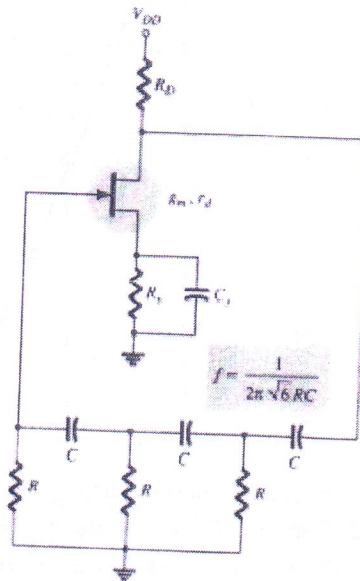 V_DD
R_D
g_m, r_d
R_s
C_s
f = 1 / (2π√6 RC)
C
C
C
R
R
R